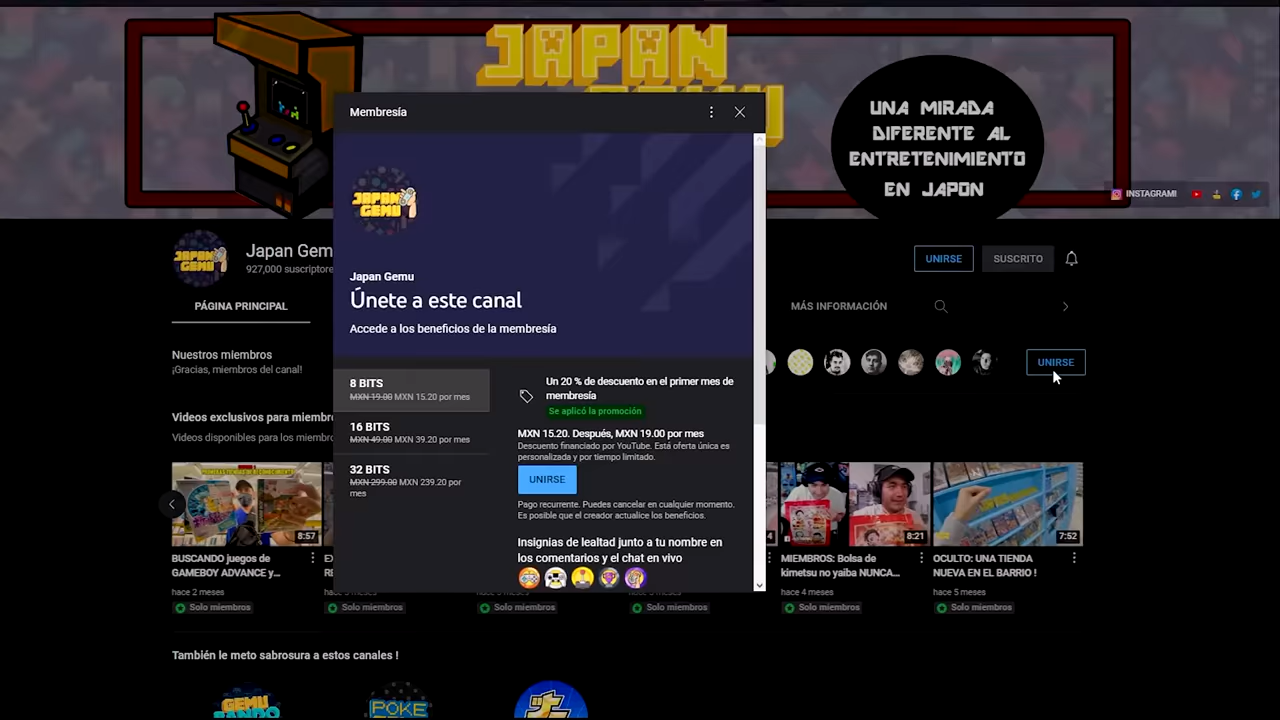 JAPAN
UNA MIRADA
DIFERENTE AL
ENTRETENIMIENTO
EN JAPON
INSTAGRAM!
Membresía
JAPAN
GEMU
Japan Gemu
Únete a este canal
Accede a los beneficios de la membresía
JAPAN
GEMU
Japan Gem
927,000 suscriptore
UNIRSE
SUSCRITO
PÁGINA PRINCIPAL
MÁS INFORMACIÓN
Nuestros miembros
¡Gracias, miembros del canal!
UNIRSE
8 BITS
MXN 19.00 MXN 15.20 por mes
16 BITS
MXN 49.00 MXN 39.20 por mes
32 BITS
MXN 299.00 MXN 239.20 por
mes
Un 20 % de descuento en el primer mes de
membresía
Se aplicó la promoción
MXN 15.20. Después, MXN 19.00 por mes
Descuento financiado por YouTube. Está oferta única es
personalizada y por tiempo limitado.
UNIRSE
Pago recurrente. Puedes cancelar en cualquier momento.
Es posible que el creador actualice los beneficios.
Insignias de lealtad junto a tu nombre en
los comentarios y el chat en vivo
Videos exclusivos para miembro
Videos disponibles para los miembro
8:57
8:21
7:52
BUSCANDO juegos de
GAMEBOY ADVANCE y...
hace 2 meses
Solo miembros
Solo miembros
Solo miembros
Solo miembros
MIEMBROS: Bolsa de
kimetsu no yaiba NUNCA...
hace 4 meses
Solo miembros
OCULTO: UNA TIENDA
NUEVA EN EL BARRIO !
hace 5 meses
Solo miembros
También le meto sabrosura a estos canales !
GEMU
POKE